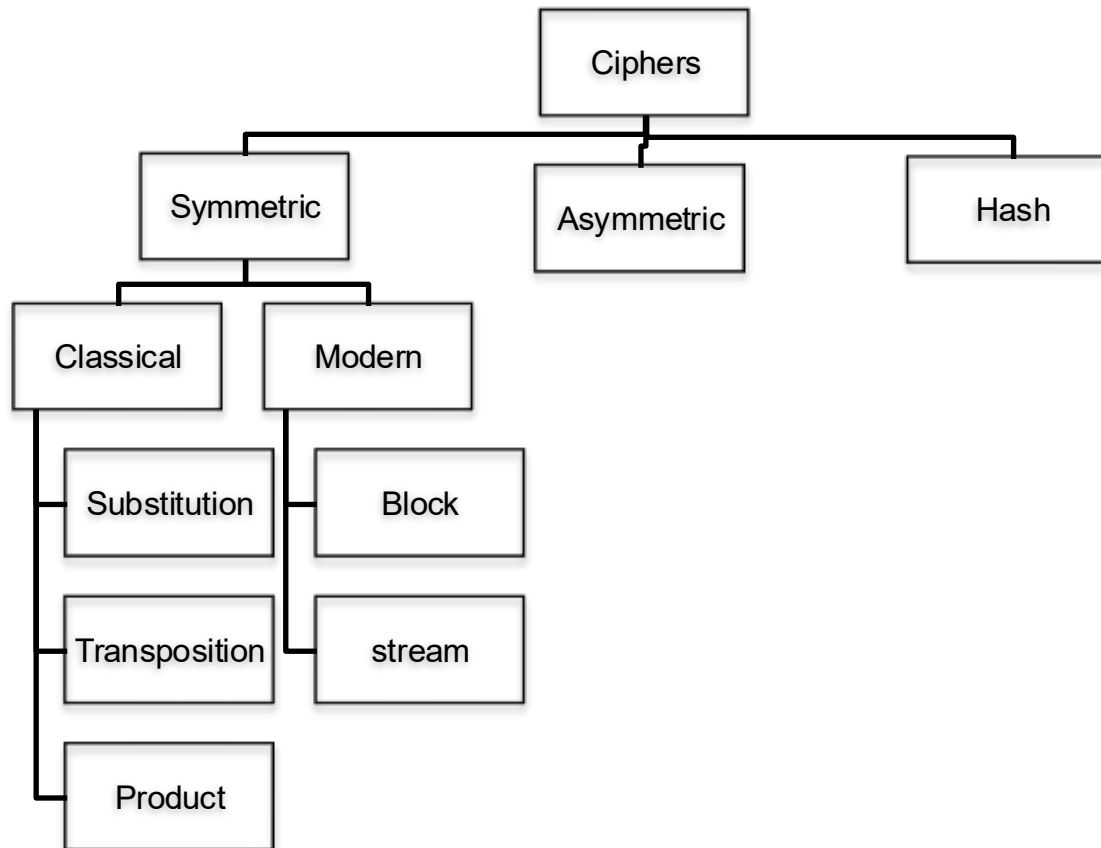 Ciphers
Symmetric
Asymmetric
Hash
Classical
Modern
Substitution
Block
Transposition
stream
Product